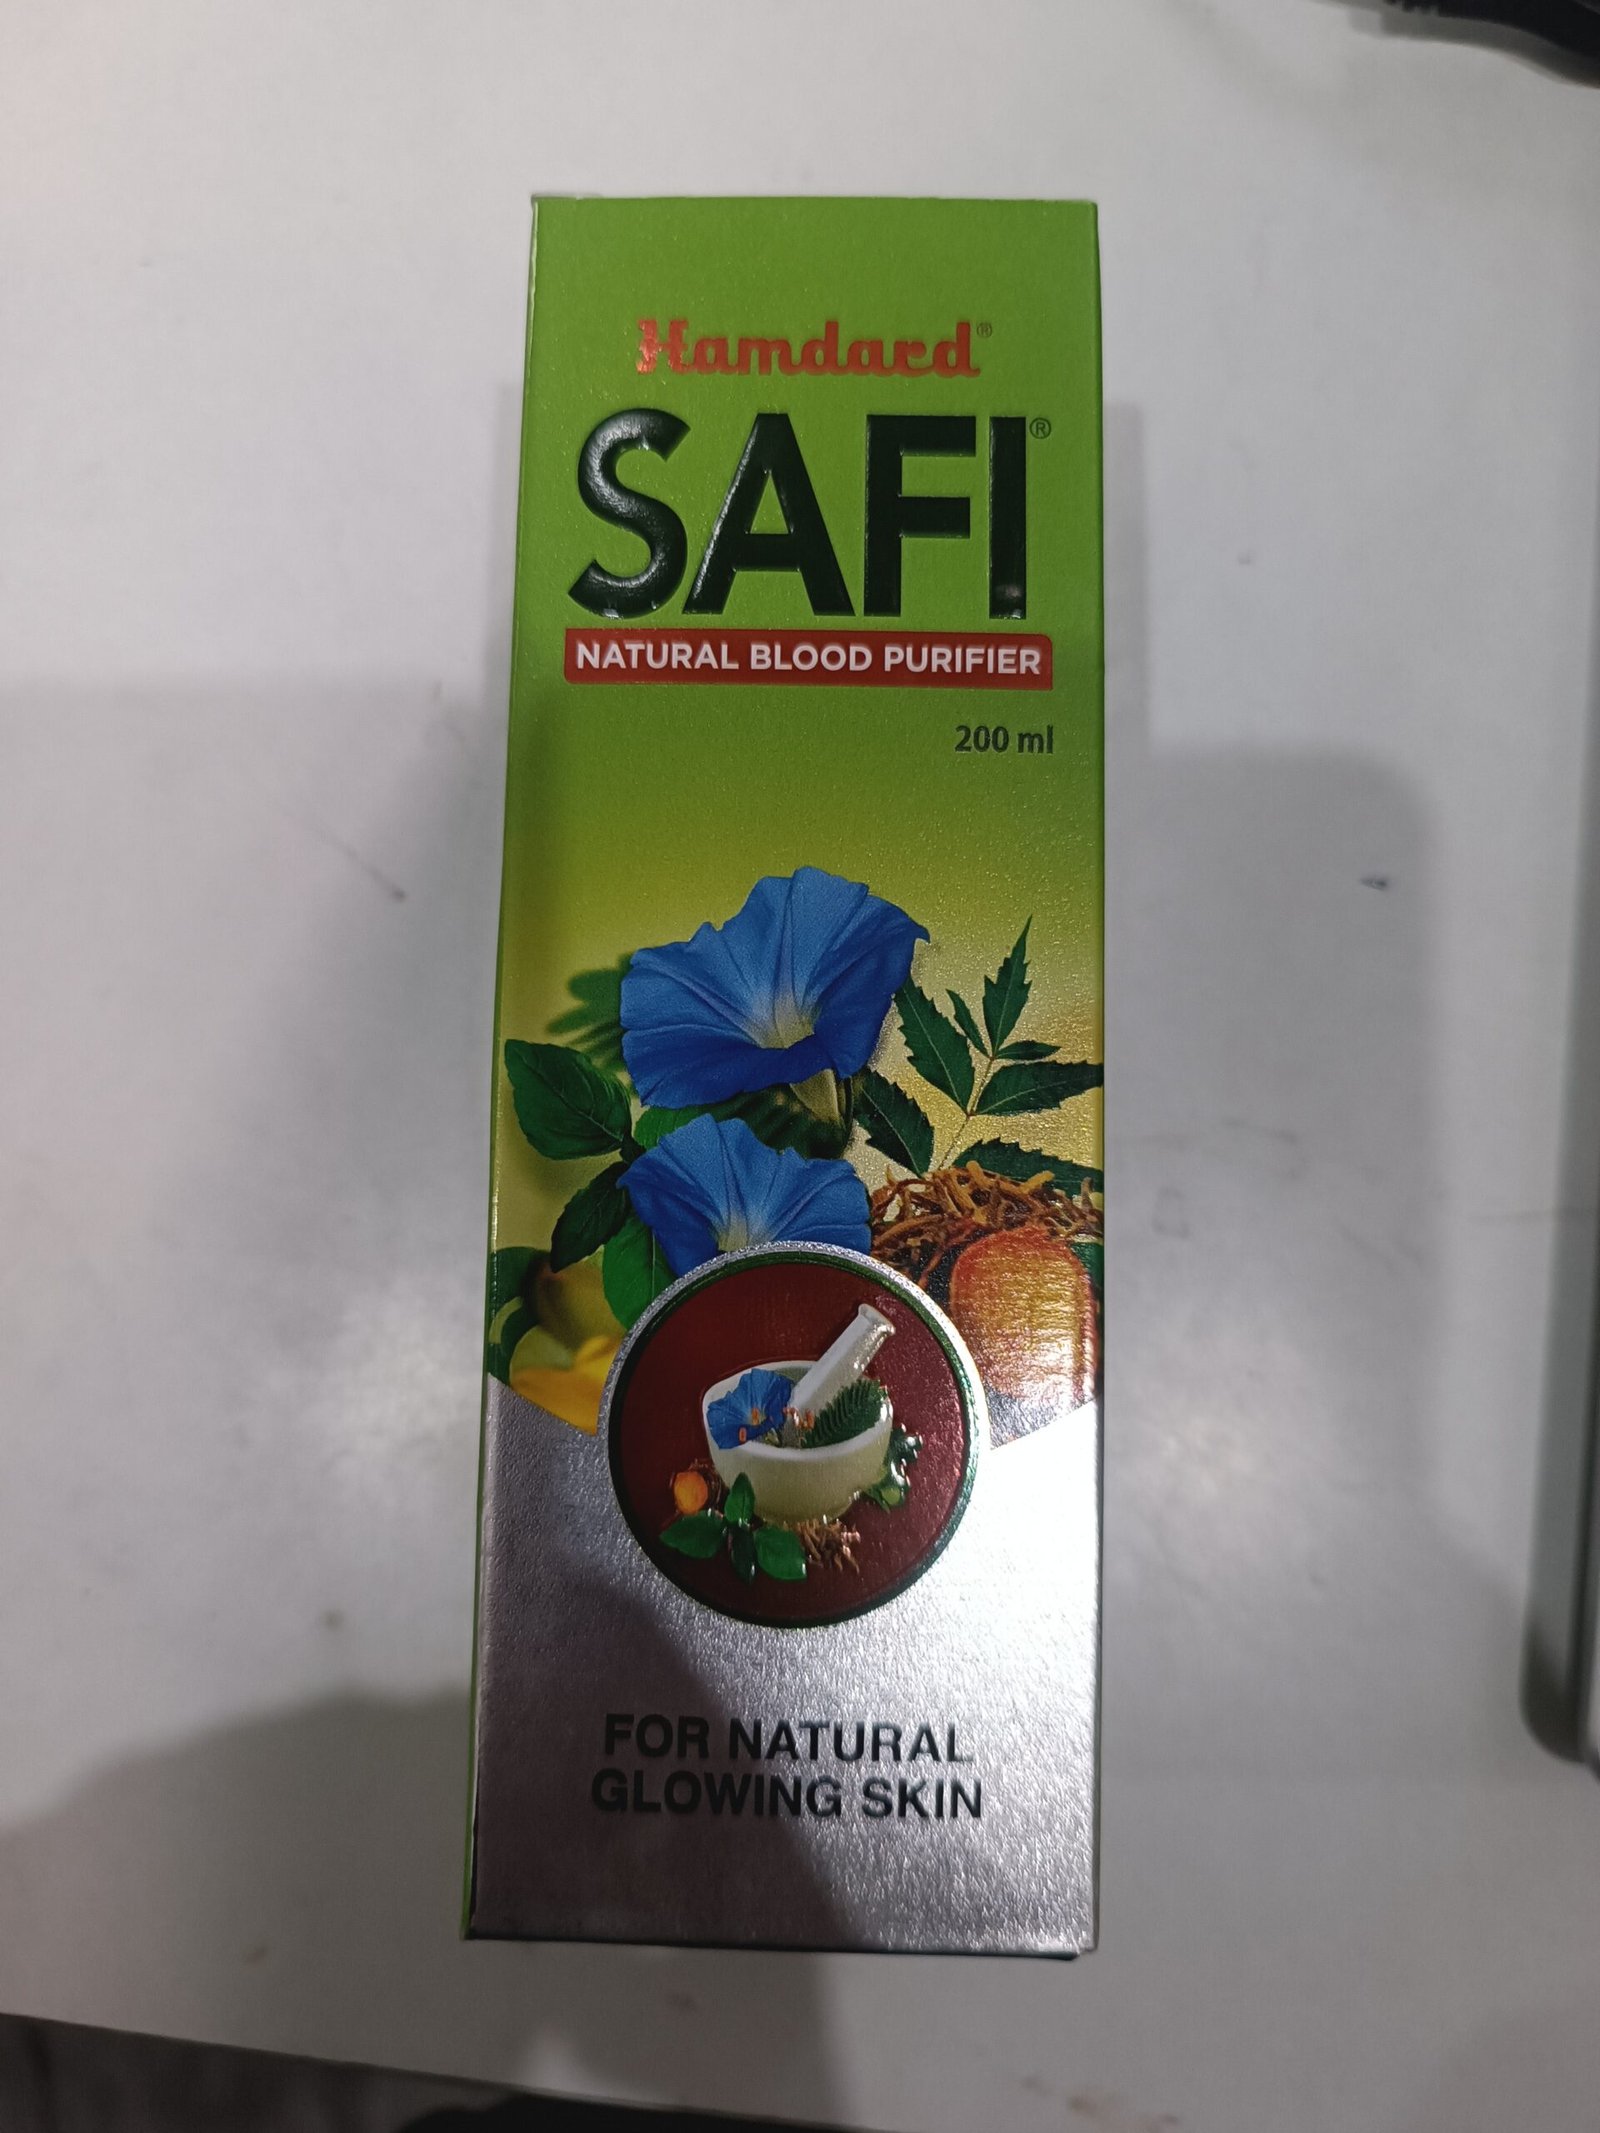 Hamdard®
SAFI®
NATURAL BLOOD PURIFIER
200 ml
FOR NATURAL
GLOWING SKIN